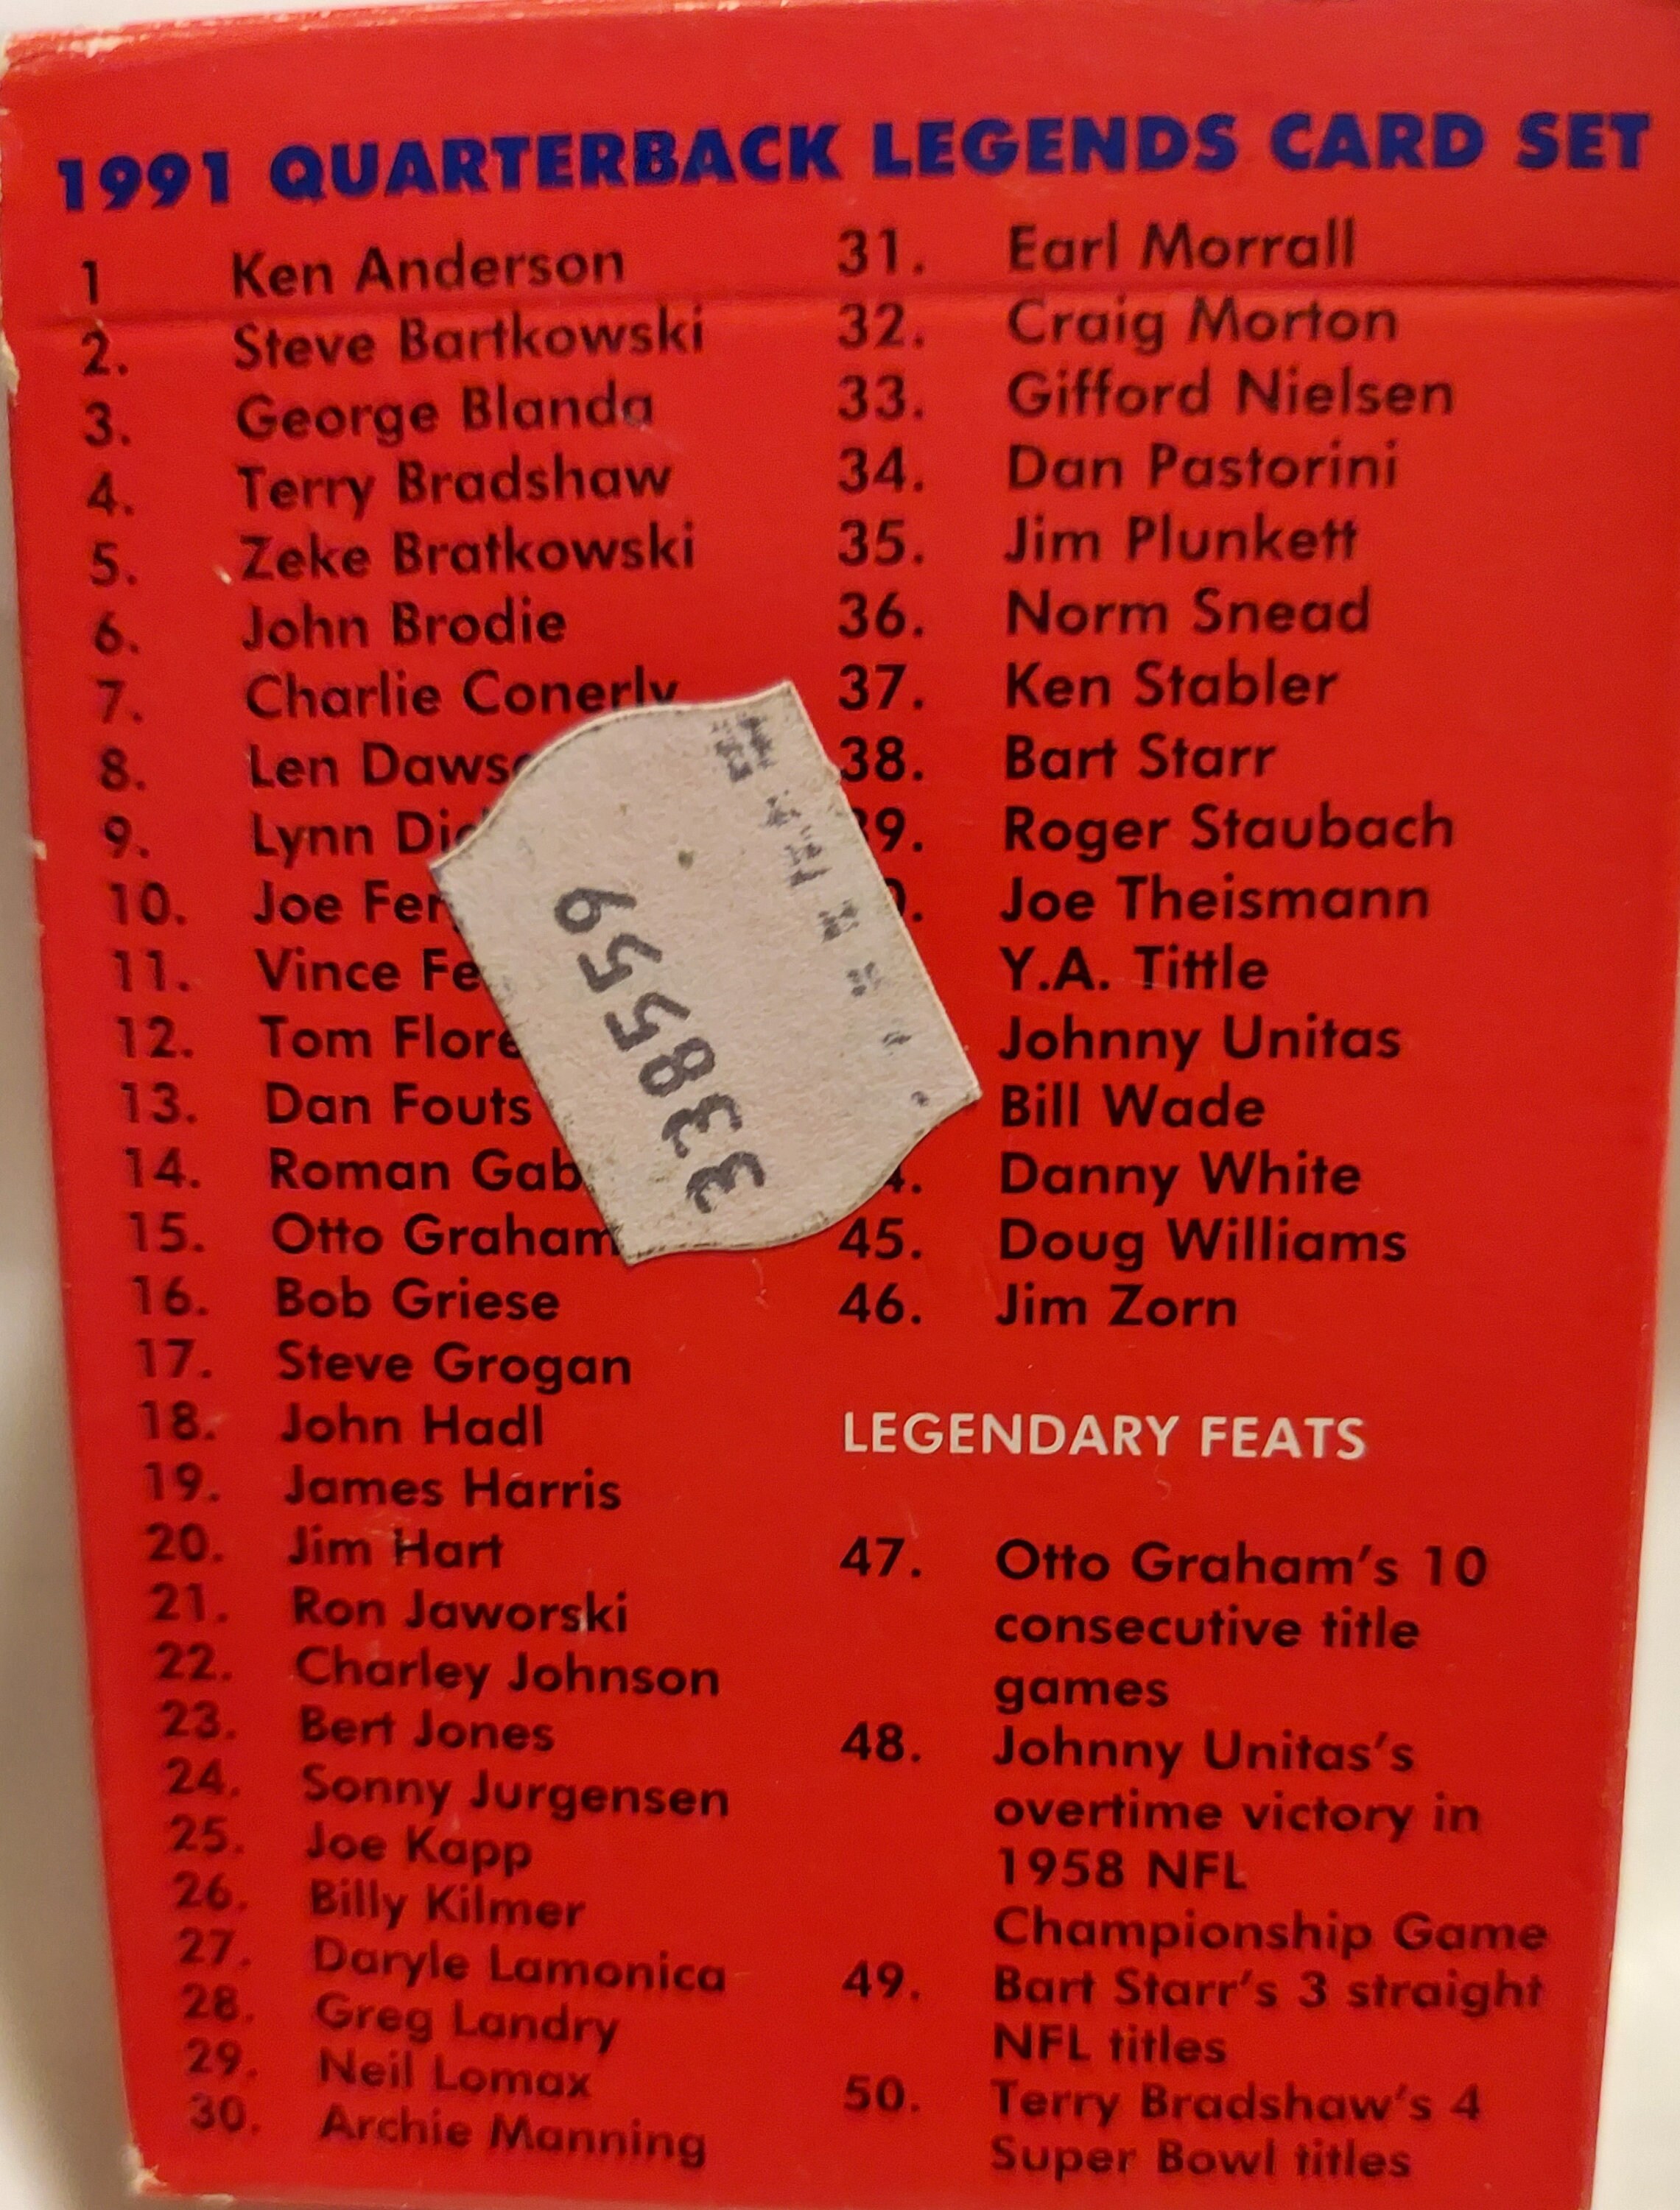 1991 QUARTERBACK LEGENDS CARD SET
1 Ken Anderson
2. Steve Bartkowski
3. George Blanda
4. Terry Bradshaw
5. Zeke Bratkowski
6. John Brodie
7. Charlie Conerly
8. Len
9. Lynn
10. Joe
11. Vince
12. Tom
13. Dan Fouts
14. Roman
15. Otto Graham
16. Bob Griese
17. Steve Grogan
18. John Hadl
19. James Harris
20. Jim Hart
21. Ron Jaworski
22. Charley Johnson
23. Bert Jones
24. Sonny Jurgensen
25. Joe Kapp
26. Billy Kilmer
27. Daryle Lamonica
28. Greg Landry
29. Neil Lomax
30. Archie Manning
31. Earl Morrall
32. Craig Morton
33. Gifford Nielsen
34. Dan Pastorini
35. Jim Plunkett
36. Norm Snead
37. Ken Stabler
38. Bart Starr
Roger Staubach
Joe Theismann
Y.A. Tittle
Johnny Unitas
Bill Wade
Danny White
45. Doug Williams
46. Jim Zorn
LEGENDARY FEATS
47. Otto Graham's 10
consecutive title
games
48. Johnny Unitas's
overtime victory in
1958 NFL
Championship Game
49. Bart Starr's 3 straight
NFL titles
50. Terry Bradshaw's 4
Super Bowl titles
338559